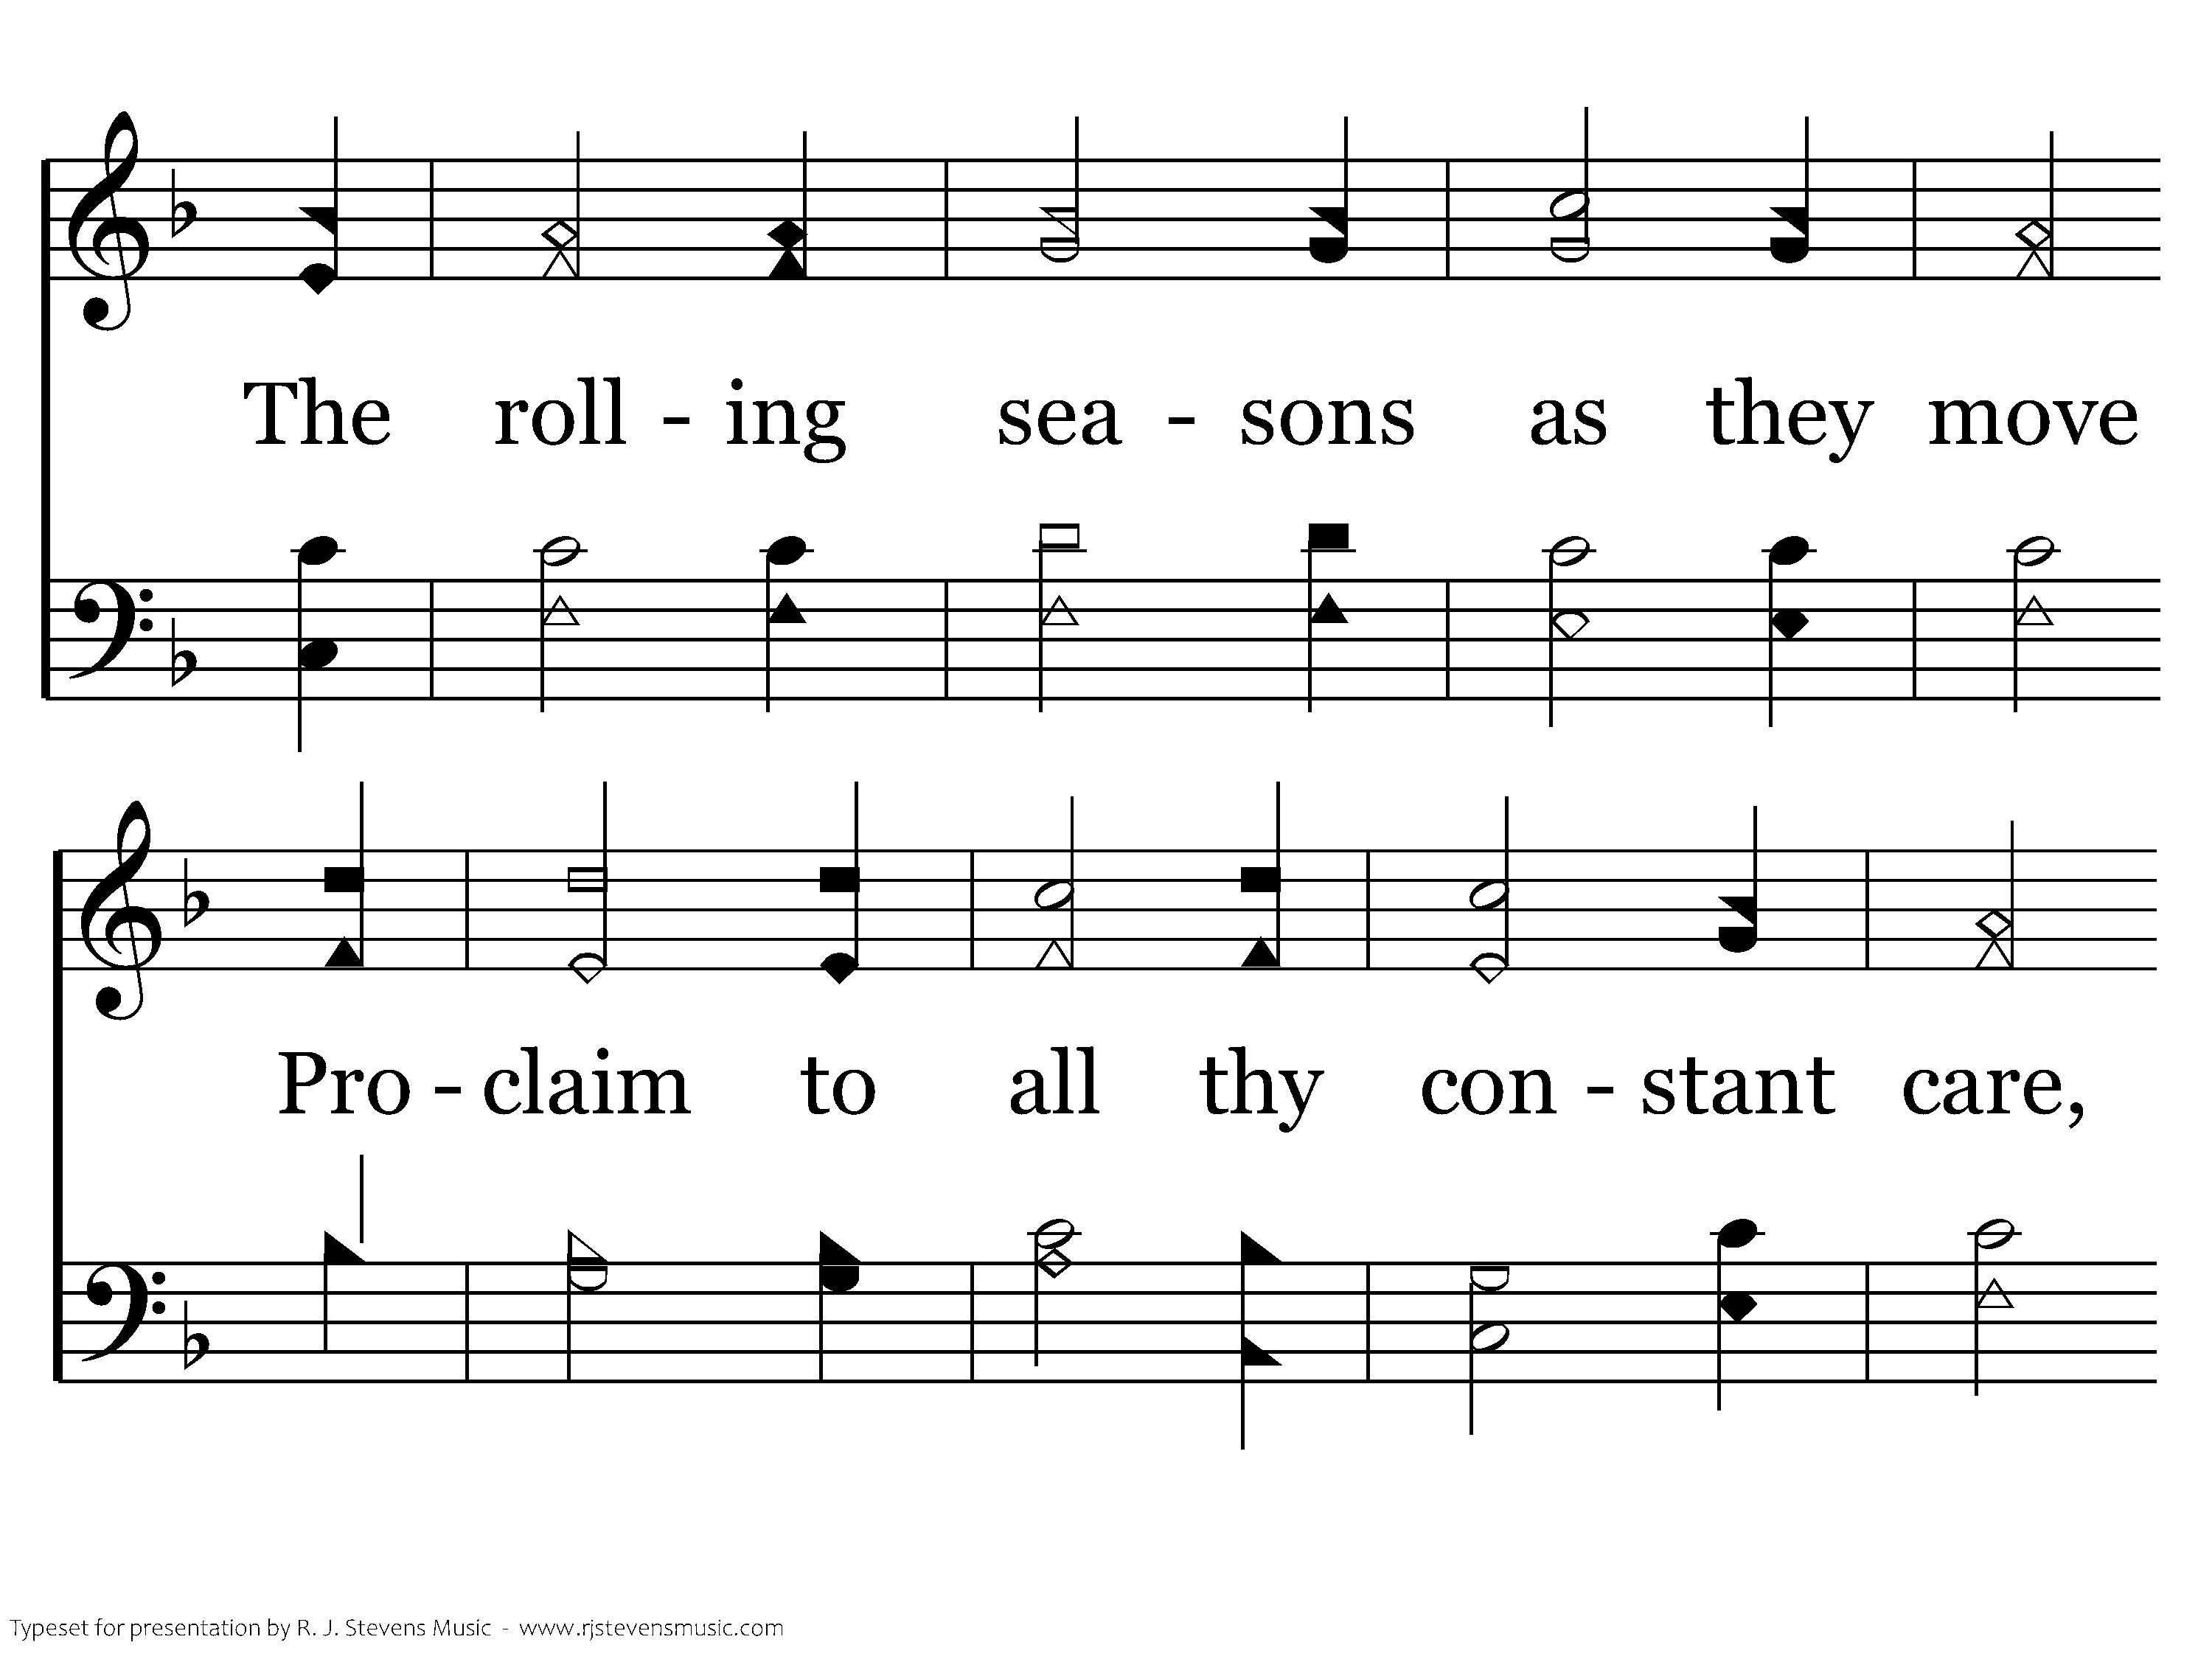 The roll - ing sea - sons as they move
Pro - claim to all thy con - stant care,
Typeset for presentation by R. J. Stevens Music - www.rjstevensmusic.com